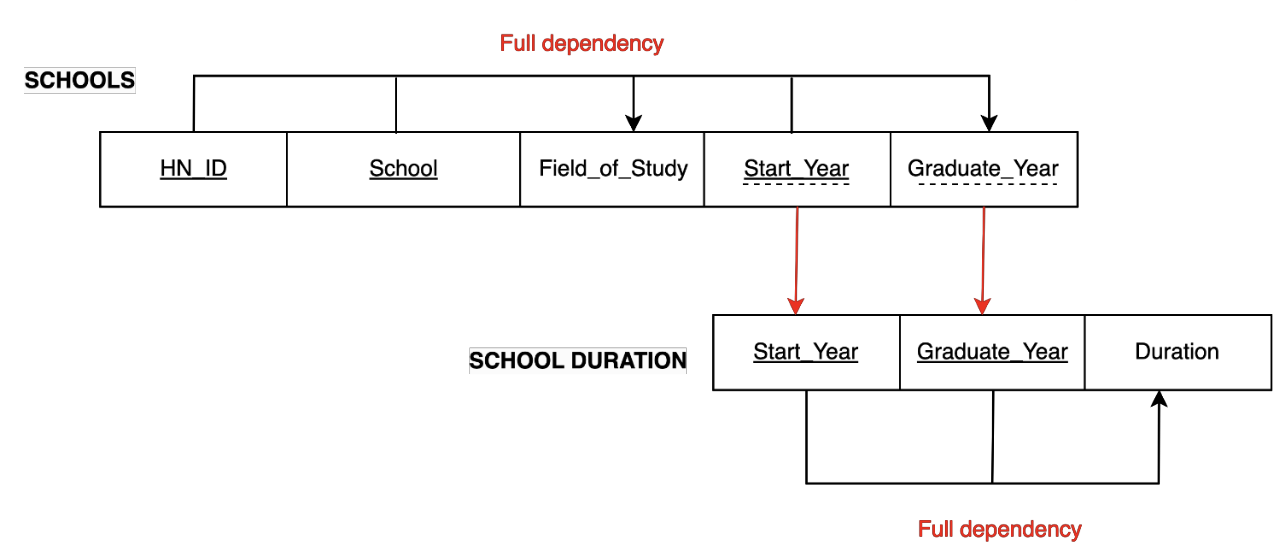 Full dependency
SCHOOLS
HN_ID School Field_of_Study Start_Year Graduate_Year
SCHOOL DURATION
Start_Year Graduate_Year Duration
Full dependency